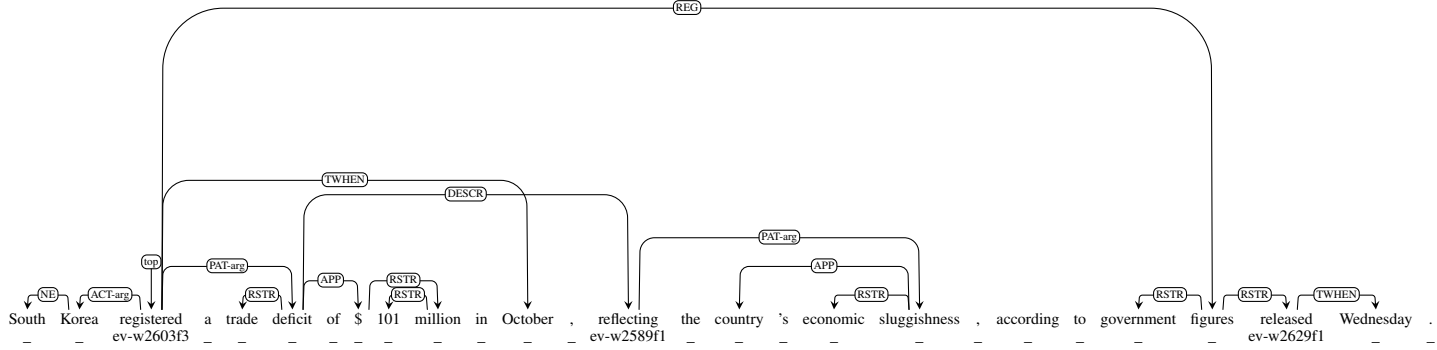 REG
TWHEN
DESCR
PAT-arg
top PAT-arg APP
APP RSTR
NE ACT-arg RSTR RSTR RSTR RSTR RSTR TWHEN
South Korea registered a trade deficit of $ 101 million in October , reflecting the country 's economic sluggishness , according to government figures released Wednesday .
_ _ ev-w2603f3 _ _ _ _ _ _ _ _ _ _ ev-w2589f1 _ _ _ _ _ _ _ _ _ _ ev-w2629f1 _ _